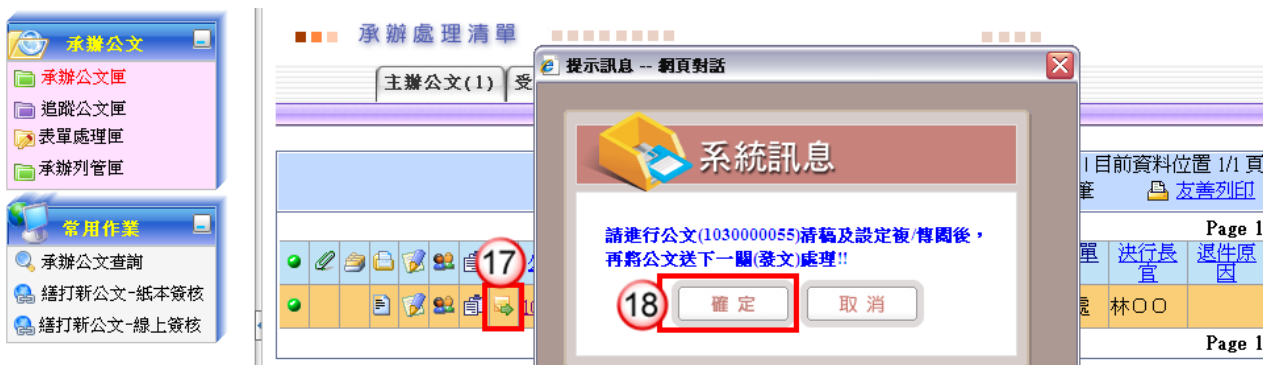 承辦公文
承辦公文匣
追蹤公文匣
表單處理匣
承辦列管匣
常用作業
承辦公文查詢
繕打新公文-紙本簽核
繕打新公文-線上簽核
承辦處理清單
主辦公文(1)
受
提示訊息 -- 網頁對話
系統訊息
請進行公文(1030000055)清稿及設定複/傳閱後，
再將公文送下一關(發文)處理!!
18
確定
取消
| 目前資料位置 1/1 頁
筆
友善列印
Page 1
17
單
決行長官
退件原因
10
處
林○○
Page 1